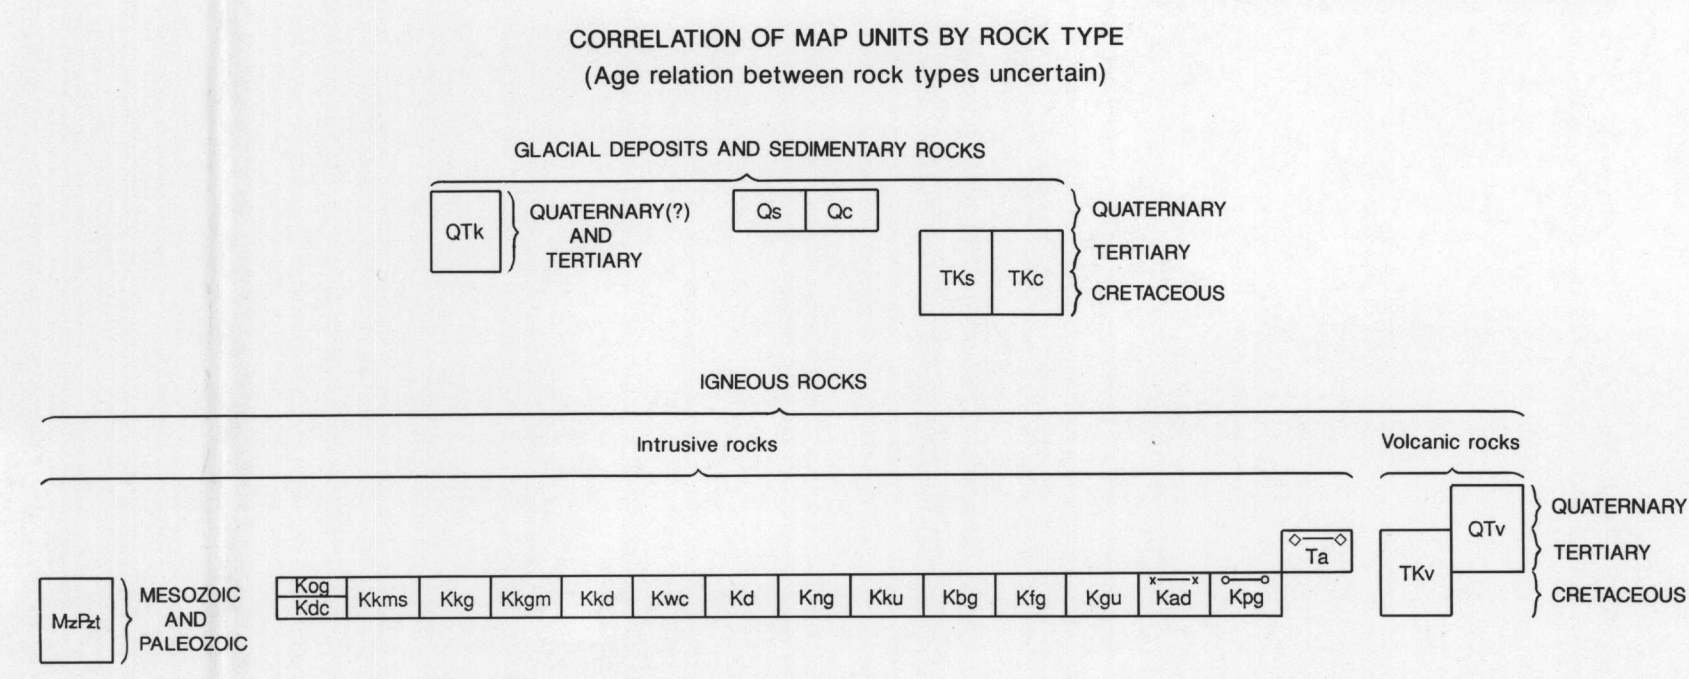 CORRELATION OF MAP UNITS BY ROCK TYPE
(Age relation between rock types uncertain)
GLACIAL DEPOSITS AND SEDIMENTARY ROCKS
QTk
QUATERNARY(?)
AND
TERTIARY
Qs
Qc
TKs
TKc
QUATERNARY
TERTIARY
CRETACEOUS
IGNEOUS ROCKS
Intrusive rocks
Volcanic rocks
MzPzt
MESOZOIC
AND
PALEOZOIC
Kog
Kdc
Kkms
Kkg
Kkgm
Kkd
Kwc
Kd
Kng
Kku
Kbg
Kfg
Kgu
Kad
Kpg
Ta
TKv
QTv
QUATERNARY
TERTIARY
CRETACEOUS